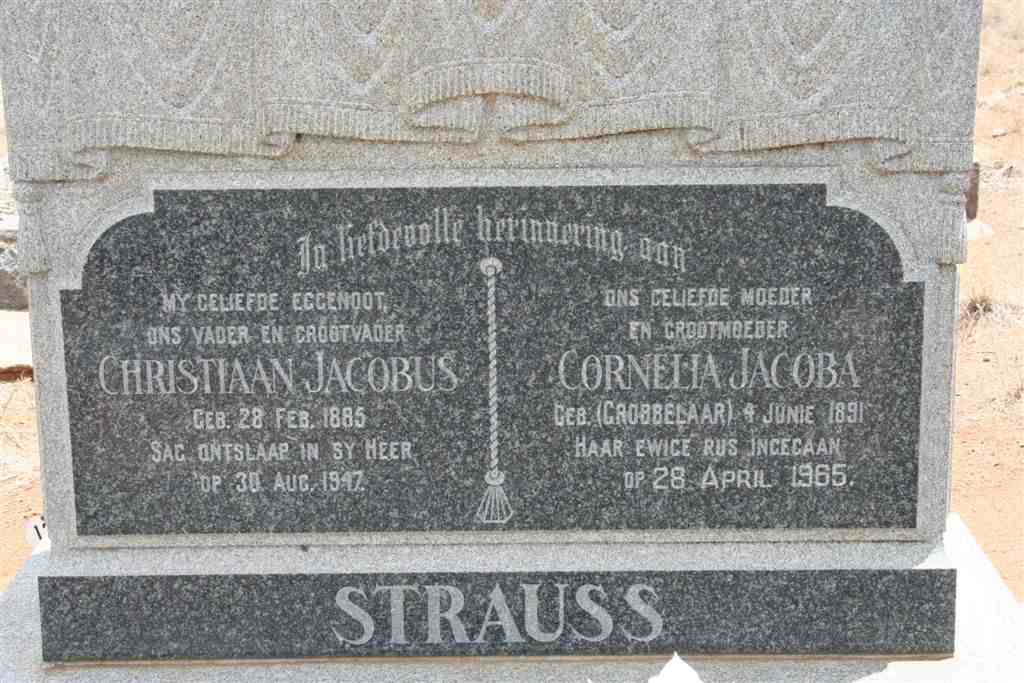 In liefdevolle herinnering aan
MY GELIEFDE EGGENOOT,
ONS VADER EN GROOTVADER
CHRISTIAAN JACOBUS
GEB. 28 FEB. 1885
SAG ONTSLAAP IN SY HEER
OP 30 AUG. 1947.
ONS GELIEFDE MOEDER
EN GROOTMOEDER
CORNELIA JACOBA
GEB. (GROBBELAAR) 4 JUNIE 1891
HAAR EWIGE RUS INGEGAAN
OP 28 APRIL 1965.
STRAUSS